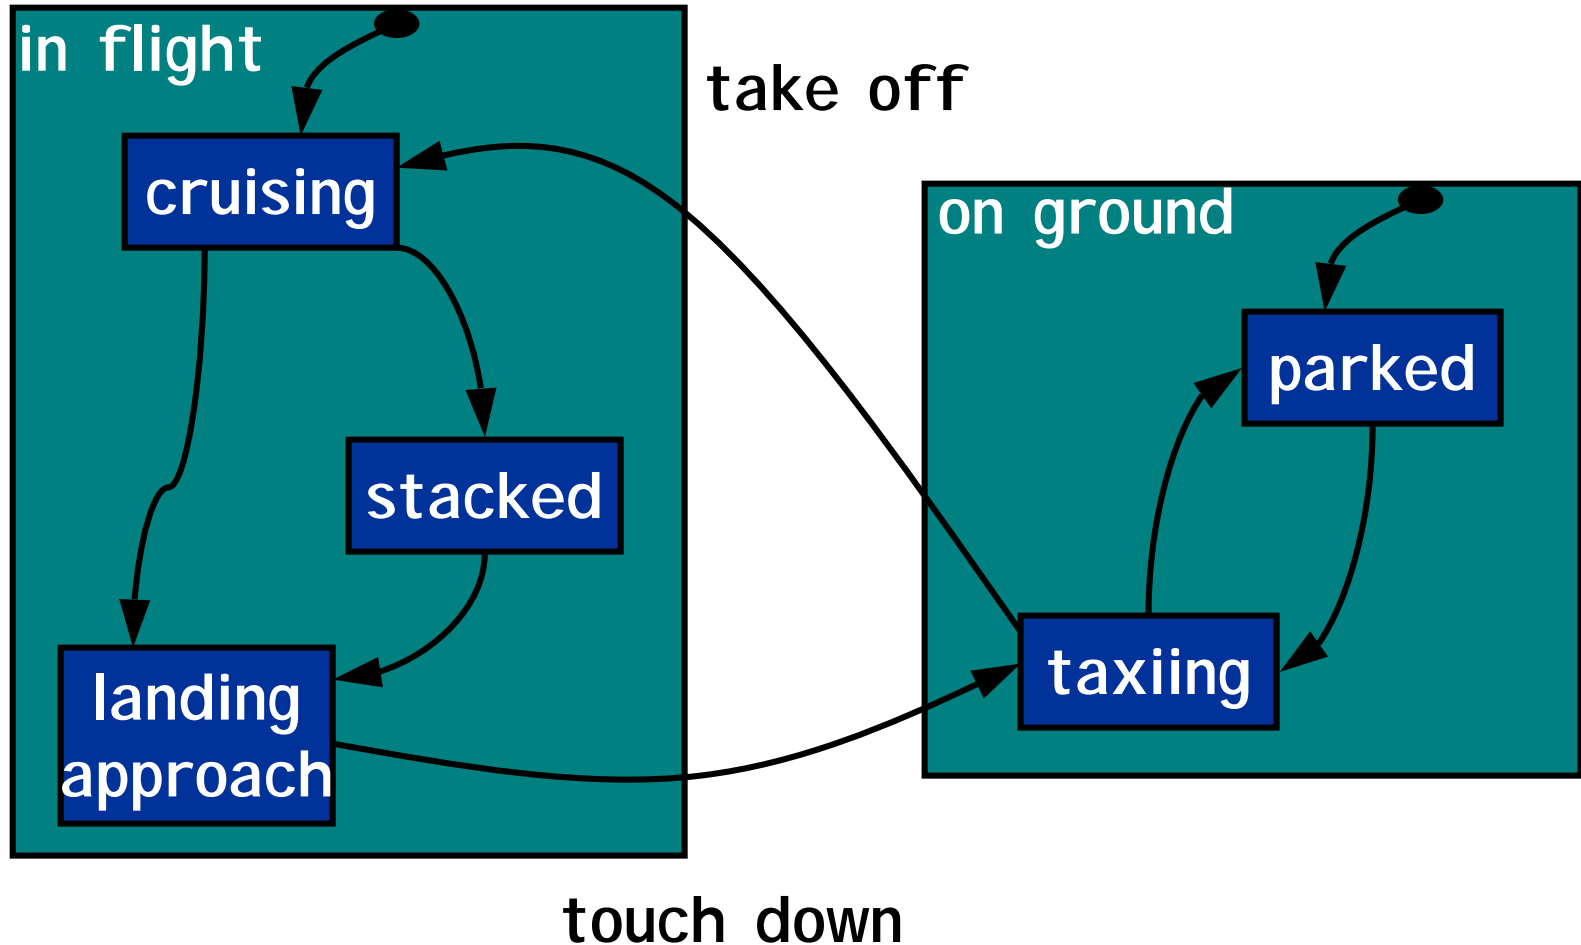 in flight
take off
cruising
on ground
parked
stacked
taxiing
landing
approach
touch down